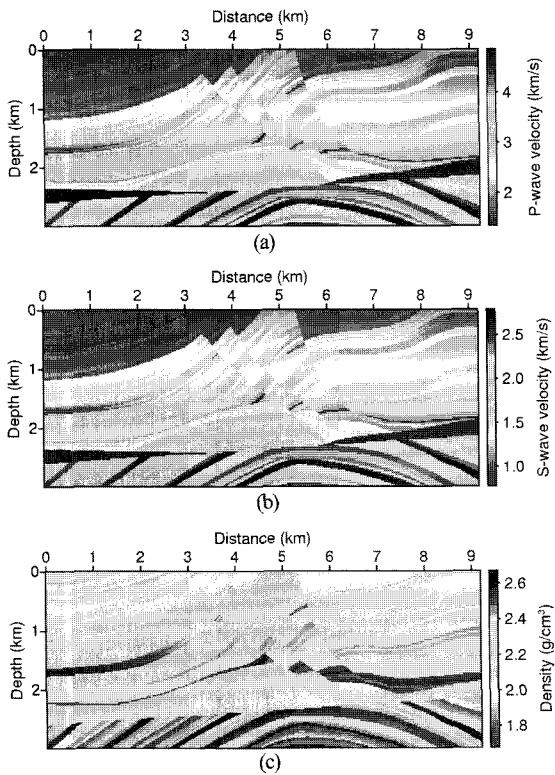 Distance (km)
0 1 2 3 4 5 6 7 8 9
0
1
2
Depth (km)
4
3
2
P-wave velocity (km/s)
(a)
Distance (km)
0 1 2 3 4 5 6 7 8 9
0
1
2
Depth (km)
2.5
2.0
1.5
1.0
S-wave velocity (km/s)
(b)
Distance (km)
0 1 2 3 4 5 6 7 8 9
0
1
2
Depth (km)
2.6
2.4
2.2
2.0
1.8
Density (g/cm³)
(c)